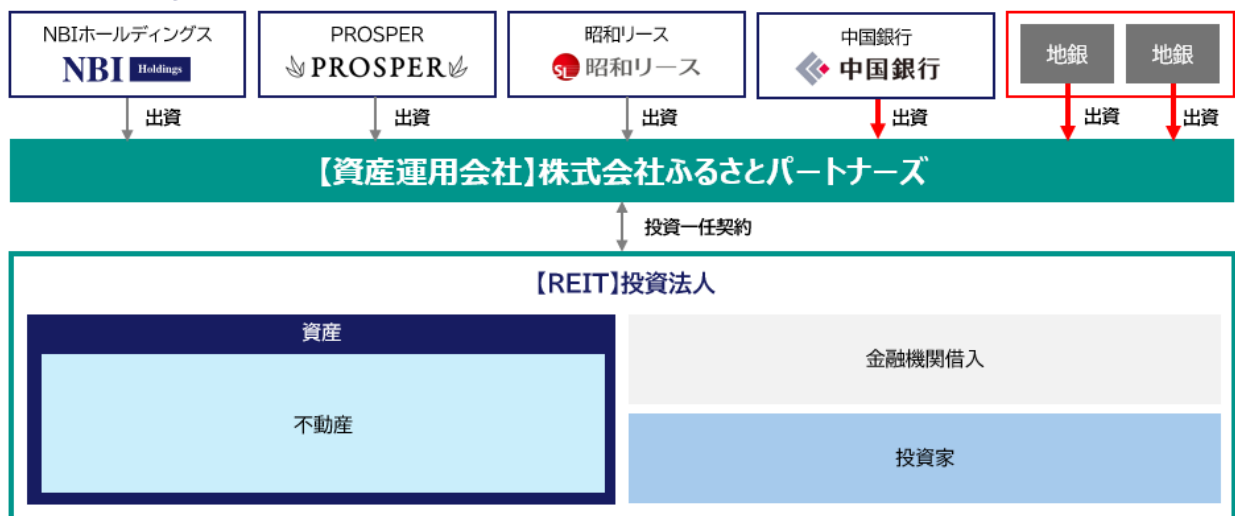 NBIホールディングス
NBI Holdings
PROSPER
PROSPER
昭和リース
SL 昭和リース
中国銀行
中国銀行
地銀
地銀
出資
出資
出資
出資
出資
出資
【資産運用会社】株式会社ふるさとパートナーズ
投資一任契約
【REIT】投資法人
資産
不動産
金融機関借入
投資家